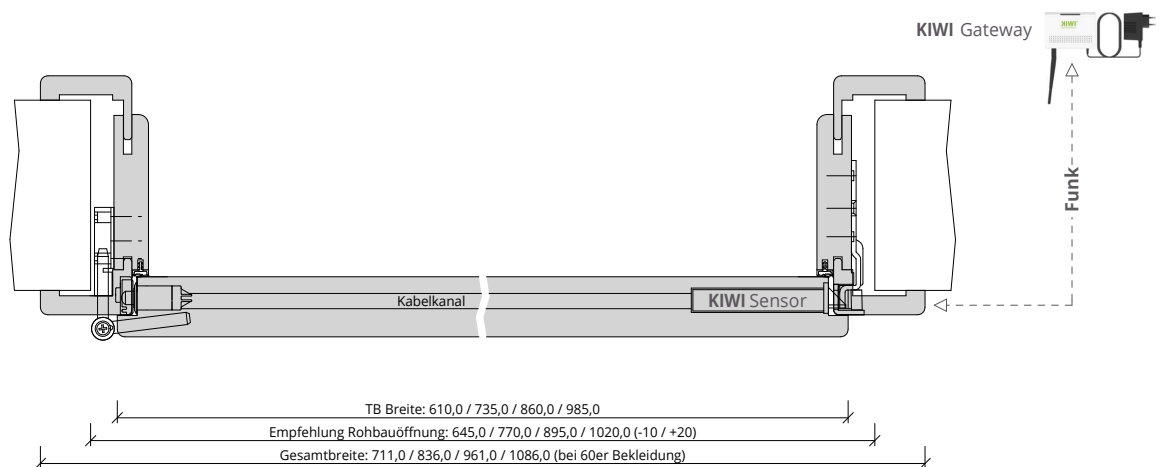 KIWI Gateway
KIWI
Funk
Kabelkanal
KIWI Sensor
TB Breite: 610,0 / 735,0 / 860,0 / 985,0
Empfehlung Rohbauöffnung: 645,0 / 770,0 / 895,0 / 1020,0 (-10 / +20)
Gesamtbreite: 711,0 / 836,0 / 961,0 / 1086,0 (bei 60er Bekleidung)